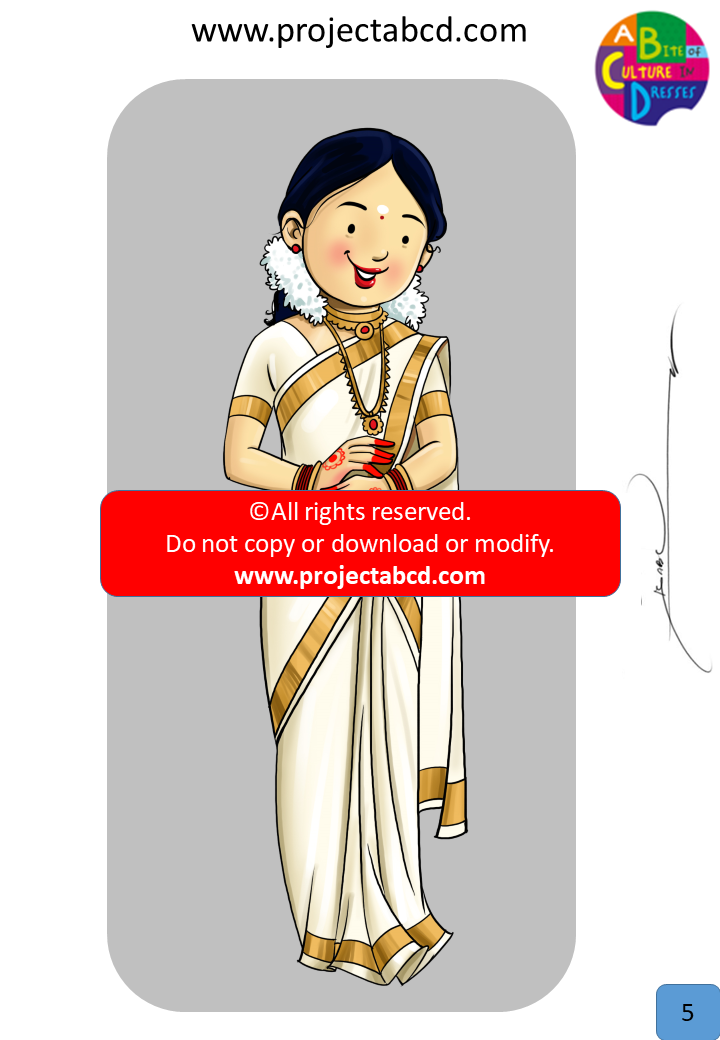 www.projectabcd.com
A BITE OF
CULTURE IN
DRESSES
©All rights reserved.
Do not copy or download or modify.
www.projectabcd.com
5